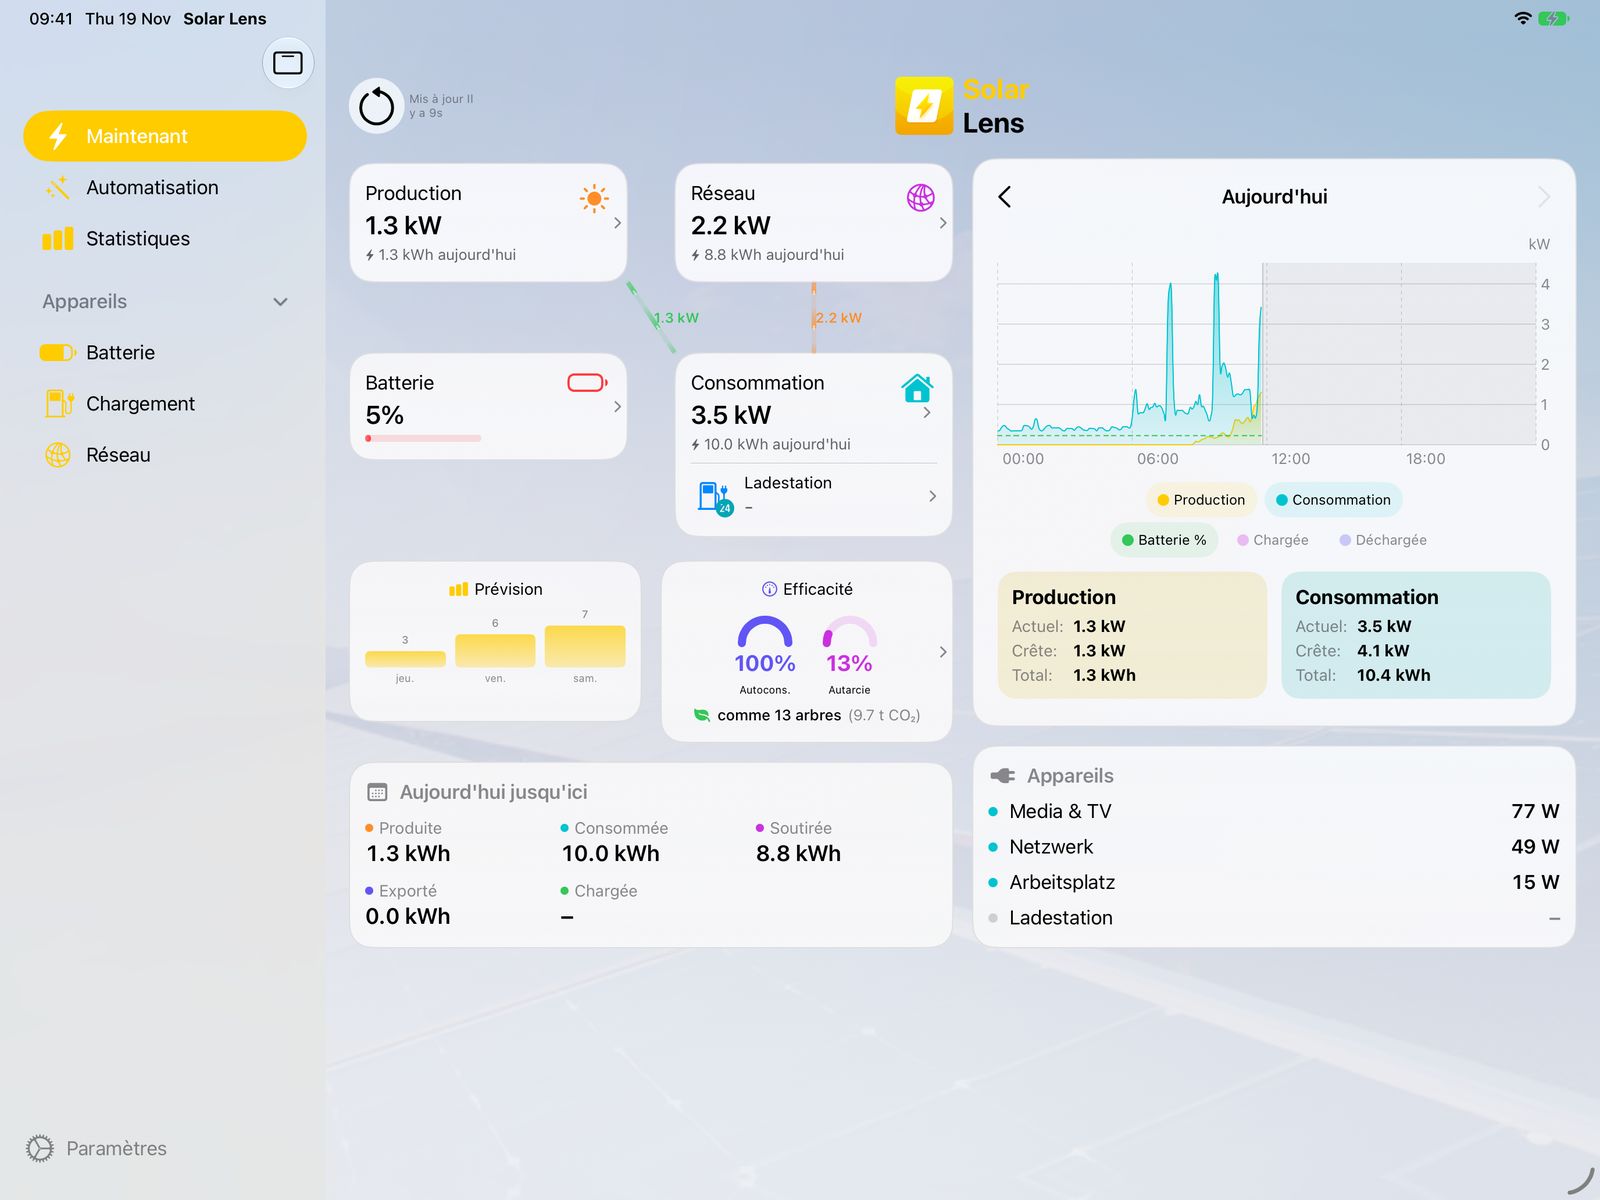 09:41 Thu 19 Nov Solar Lens
Maintenant
Automatisation
Statistiques
Appareils
Batterie
Chargement
Réseau
Paramètres
Mis à jour Il
y a 9s
Solar
Lens
Production
1.3 kW
1.3 kWh aujourd'hui
Réseau
2.2 kW
8.8 kWh aujourd'hui
1.3 kW
2.2 kW
Batterie
5%
Consommation
3.5 kW
10.0 kWh aujourd'hui
Ladestation
24
–
Prévision
3
6
7
jeu.
ven.
sam.
Efficacité
100%
13%
Autocons.
Autarcie
comme 13 arbres (9.7 t CO₂)
Aujourd'hui jusqu'ici
Produite
1.3 kWh
Consommée
10.0 kWh
Soutirée
8.8 kWh
Exporté
0.0 kWh
Chargée
–
Aujourd'hui
kW
4
3
2
1
0
00:00
06:00
12:00
18:00
Production
Consommation
Batterie %
Chargée
Déchargée
Production
Actuel: 1.3 kW
Crête: 1.3 kW
Total: 1.3 kWh
Consommation
Actuel: 3.5 kW
Crête: 4.1 kW
Total: 10.4 kWh
Appareils
Media & TV 77 W
Netzwerk 49 W
Arbeitsplatz 15 W
Ladestation –